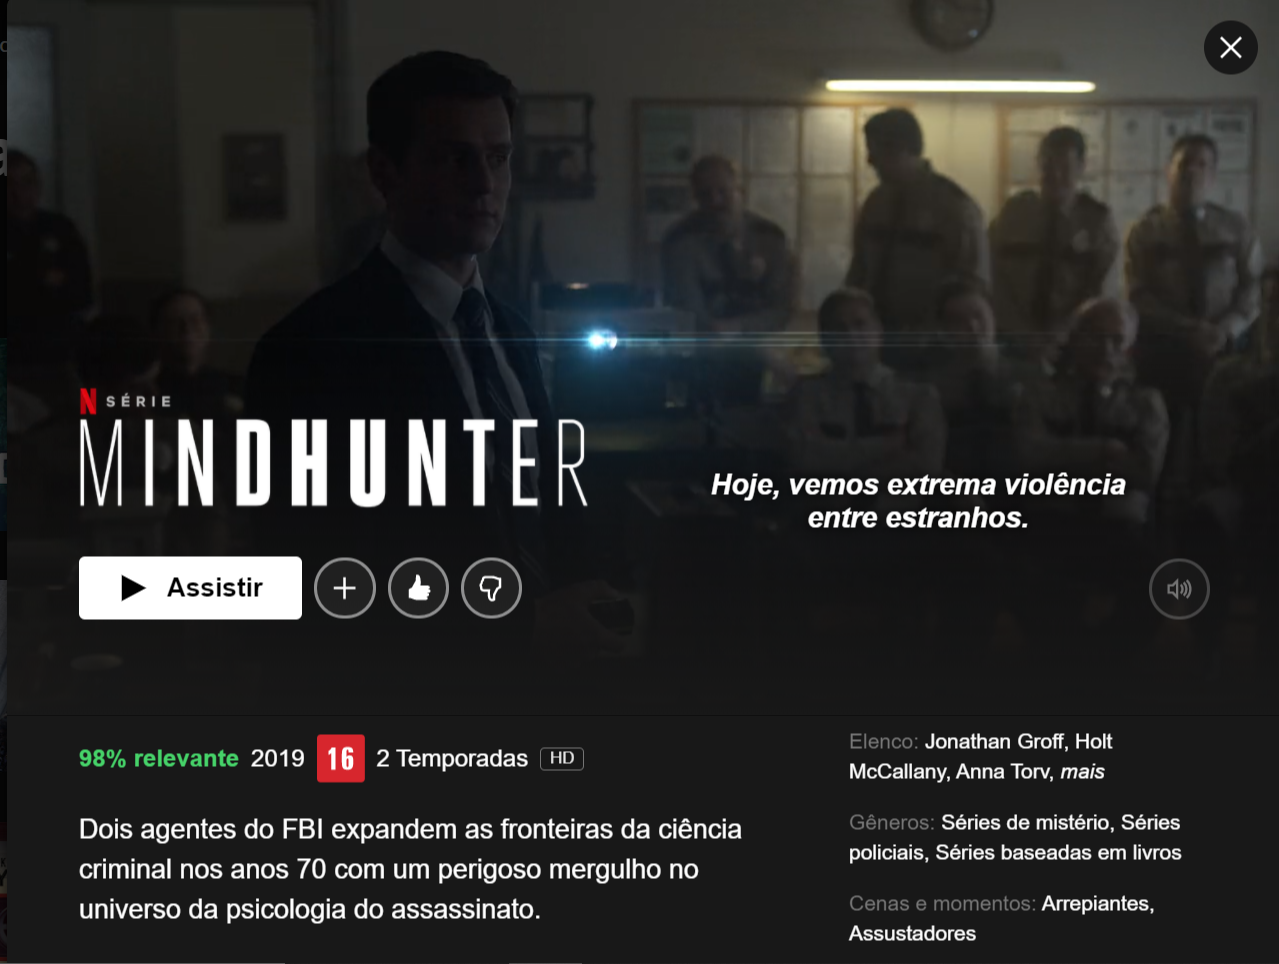 N SÉRIE
MINDHUNTER
Hoje, vemos extrema violência
entre estranhos.
Assistir
98% relevante 2019 16 2 Temporadas HD
Dois agentes do FBI expandem as fronteiras da ciência
criminal nos anos 70 com um perigoso mergulho no
universo da psicologia do assassinato.
Elenco: Jonathan Groff, Holt
McCallany, Anna Torv, mais
Gêneros: Séries de mistério, Séries
policiais, Séries baseadas em livros
Cenas e momentos: Arrepiantes,
Assustadores